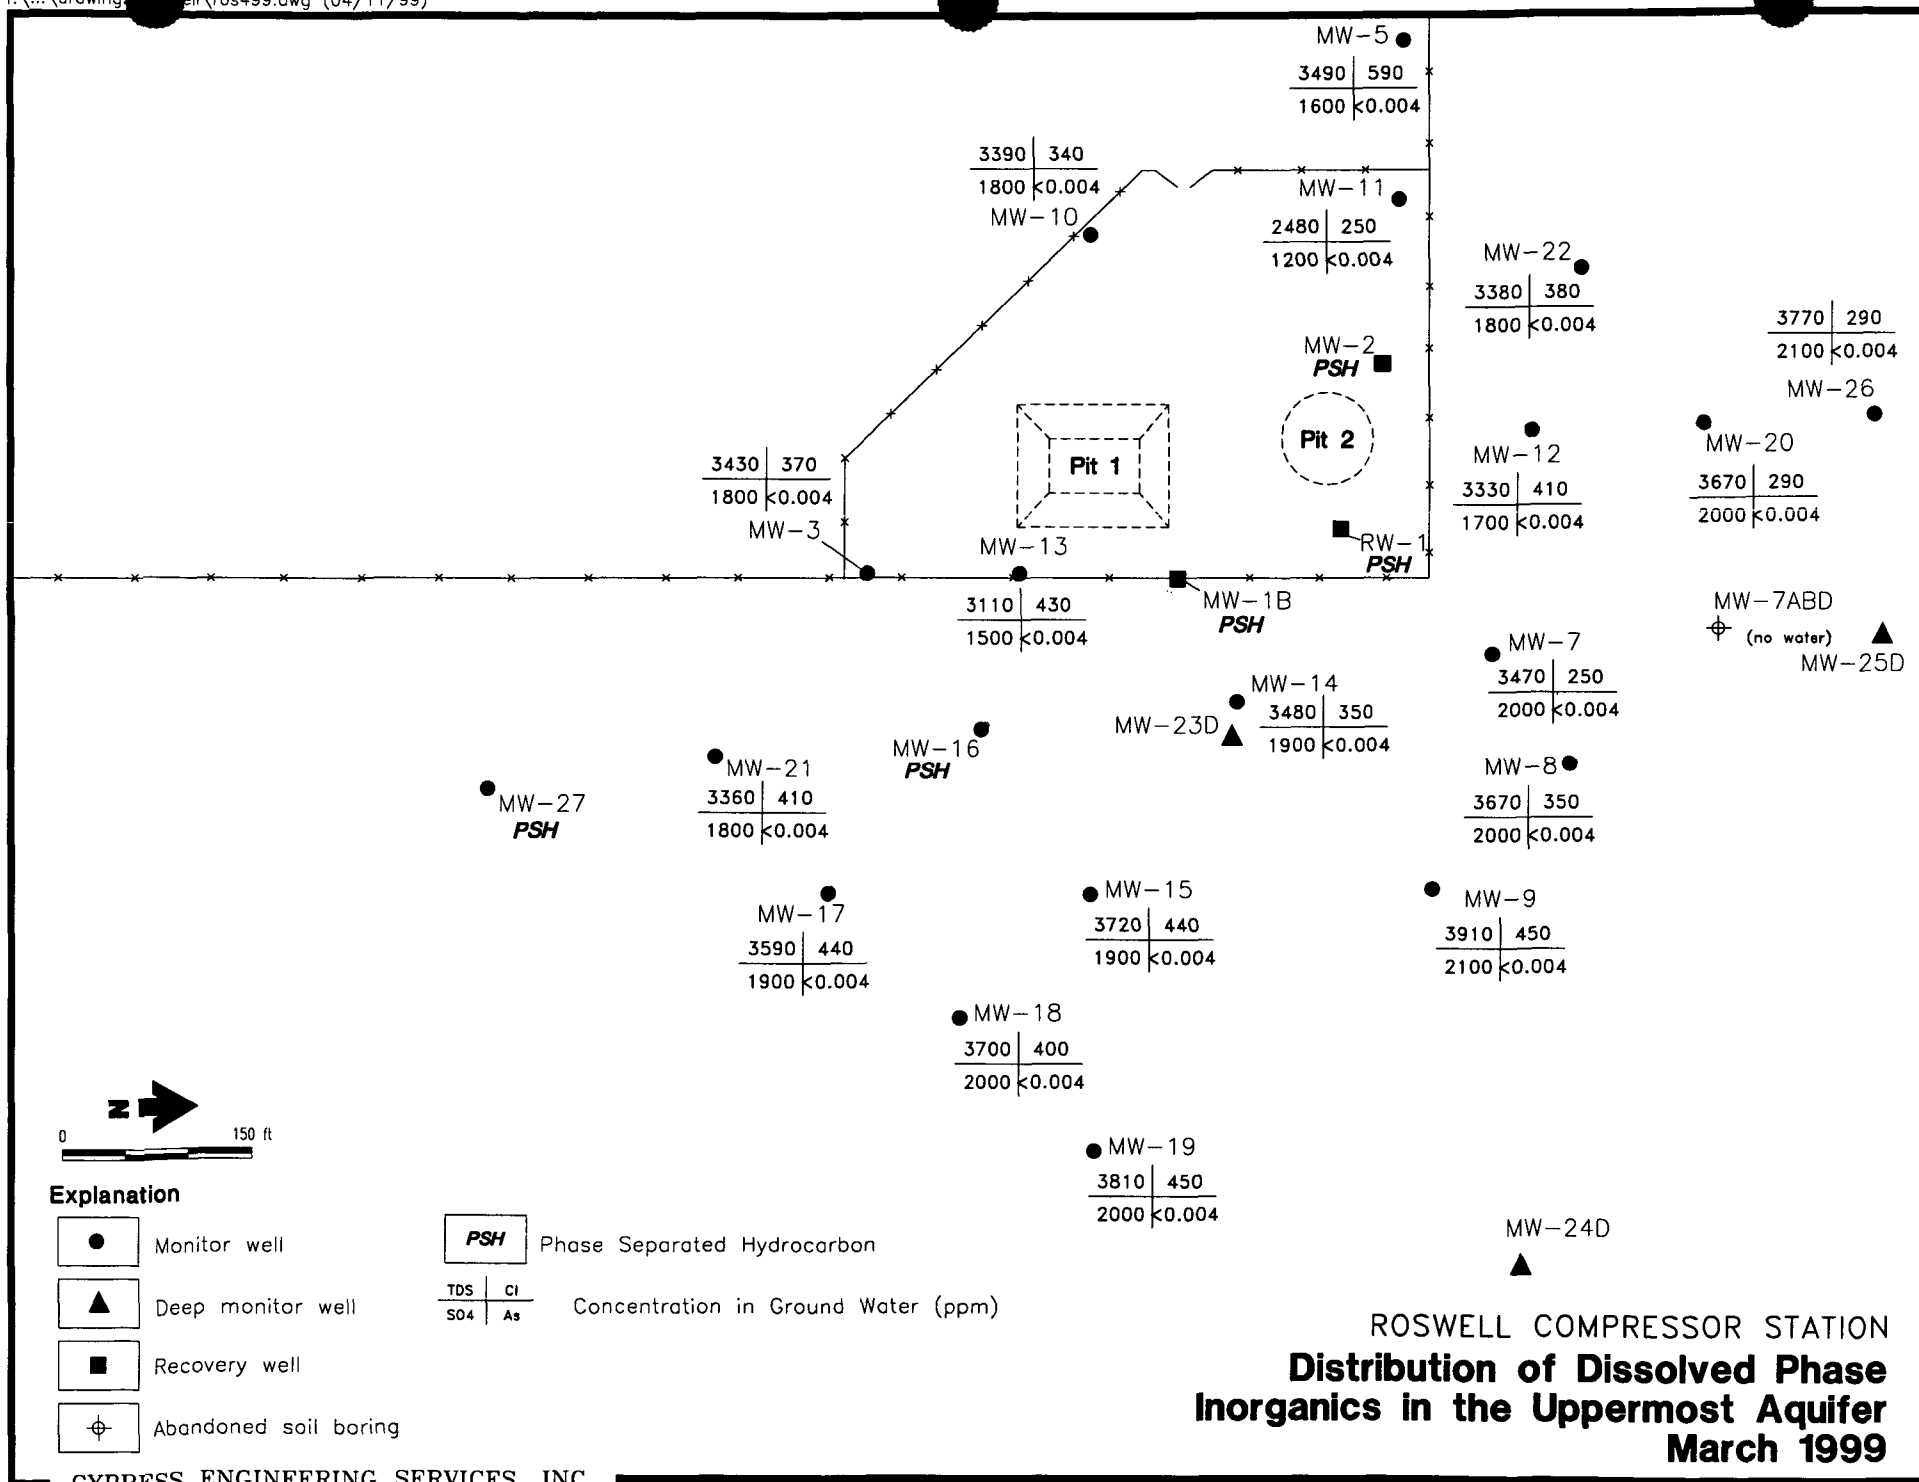 (04/11/99)
MW-5
3490 590
1600 <0.004
3390 340
1800 <0.004
MW-10
MW-11
2480 250
1200 <0.004
MW-22
3380 380
1800 <0.004
3770 290
2100 <0.004
MW-26
MW-2
PSH
Pit 1
Pit 2
MW-12
3330 410
1700 <0.004
MW-20
3670 290
2000 <0.004
3430 370
1800 <0.004
MW-3
MW-13
3110 430
1500 <0.004
RW-1
PSH
MW-1B
PSH
MW-7ABD
(no water)
MW-25D
MW-7
3470 250
2000 <0.004
MW-14
3480 350
1900 <0.004
MW-23D
MW-16
PSH
MW-21
3360 410
1800 <0.004
MW-27
PSH
MW-8
3670 350
2000 <0.004
MW-17
3590 440
1900 <0.004
MW-15
3720 440
1900 <0.004
MW-9
3910 450
2100 <0.004
MW-18
3700 400
2000 <0.004
MW-19
3810 450
2000 <0.004
MW-24D
N
0 150 ft
Explanation
Monitor well
Deep monitor well
Recovery well
Abandoned soil boring
PSH Phase Separated Hydrocarbon
TDS Cl
SO4 As
Concentration in Ground Water (ppm)
ROSWELL COMPRESSOR STATION
Distribution of Dissolved Phase
Inorganics in the Uppermost Aquifer
March 1999
CYPRESS ENGINEERING SERVICES, INC